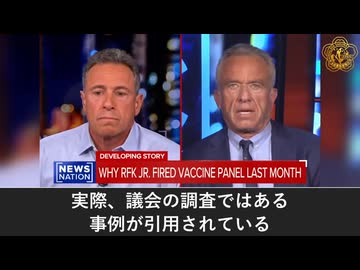 DEVELOPING STORY
NEWS
NATION
WHY RFK JR. FIRED VACCINE PANEL LAST MONTH
実際、議会の調査ではある
事例が引用されている